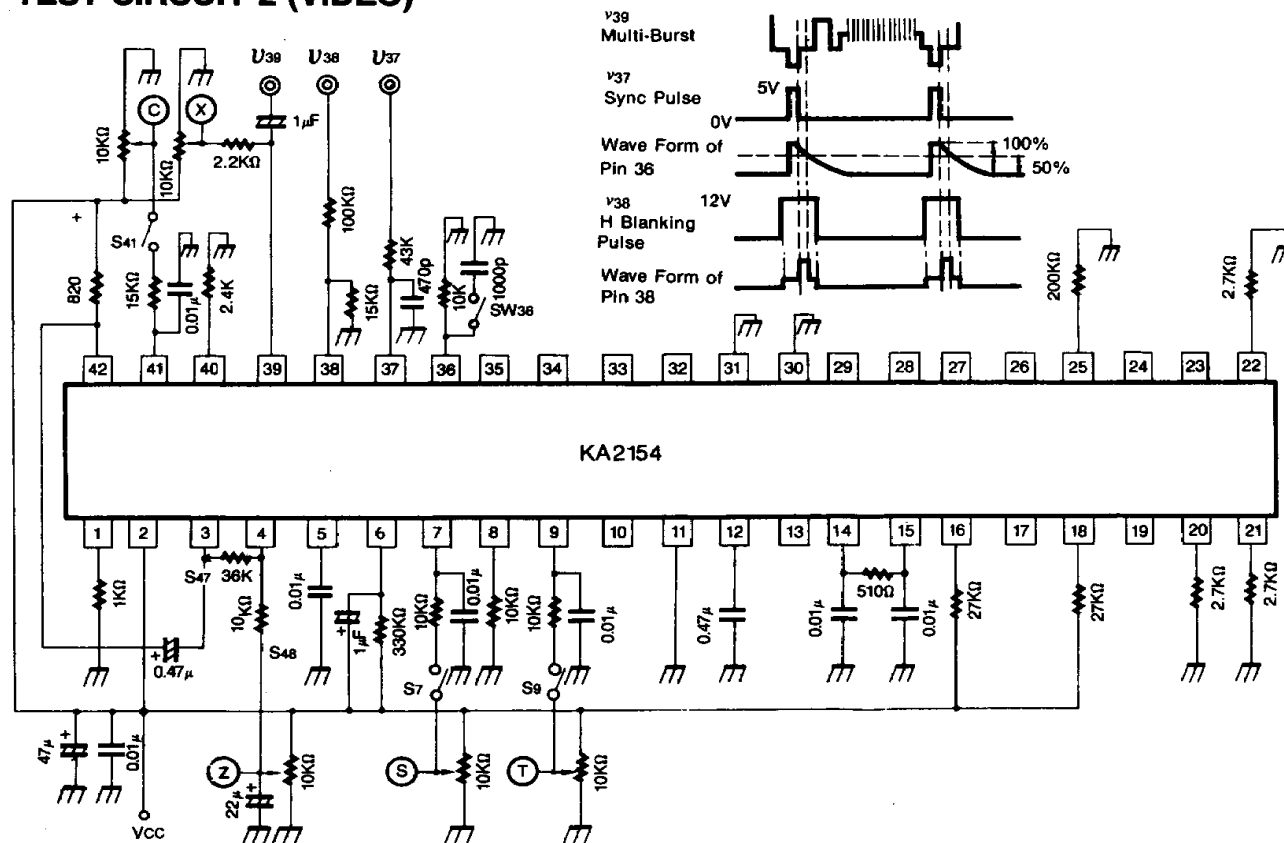 TEST CIRCUIT 2 (VIDEO)
v39
Multi-Burst
v37
Sync Pulse
5V
0V
Wave Form of
Pin 36
100%
50%
v38
H Blanking
Pulse
12V
Wave Form of
Pin 38
υ39 υ38 υ37
C X
1μF
10KΩ
10KΩ
2.2KΩ
+
S41
820
15KΩ
0.01μ
2.4K
100KΩ
15KΩ
43K
470p
10K
1000p
SW36
200KΩ
2.7KΩ
42 41 40 39 38 37 36 35 34 33 32 31 30 29 28 27 26 25 24 23 22
KA2154
1 2 3 4 5 6 7 8 9 10 11 12 13 14 15 16 17 18 19 20 21
1KΩ
S47
36K
+
0.47μ
10KΩ
S48
0.01μ
+
1μF
330KΩ
10KΩ
0.01μ
S7
10KΩ
10KΩ
0.01μ
S9
0.47μ
510Ω
0.01μ
0.01μ
27KΩ
27KΩ
2.7KΩ
2.7KΩ
47μ
+
0.01μ
VCC
Z
22μ
+
10KΩ
S
10KΩ
T
10KΩ